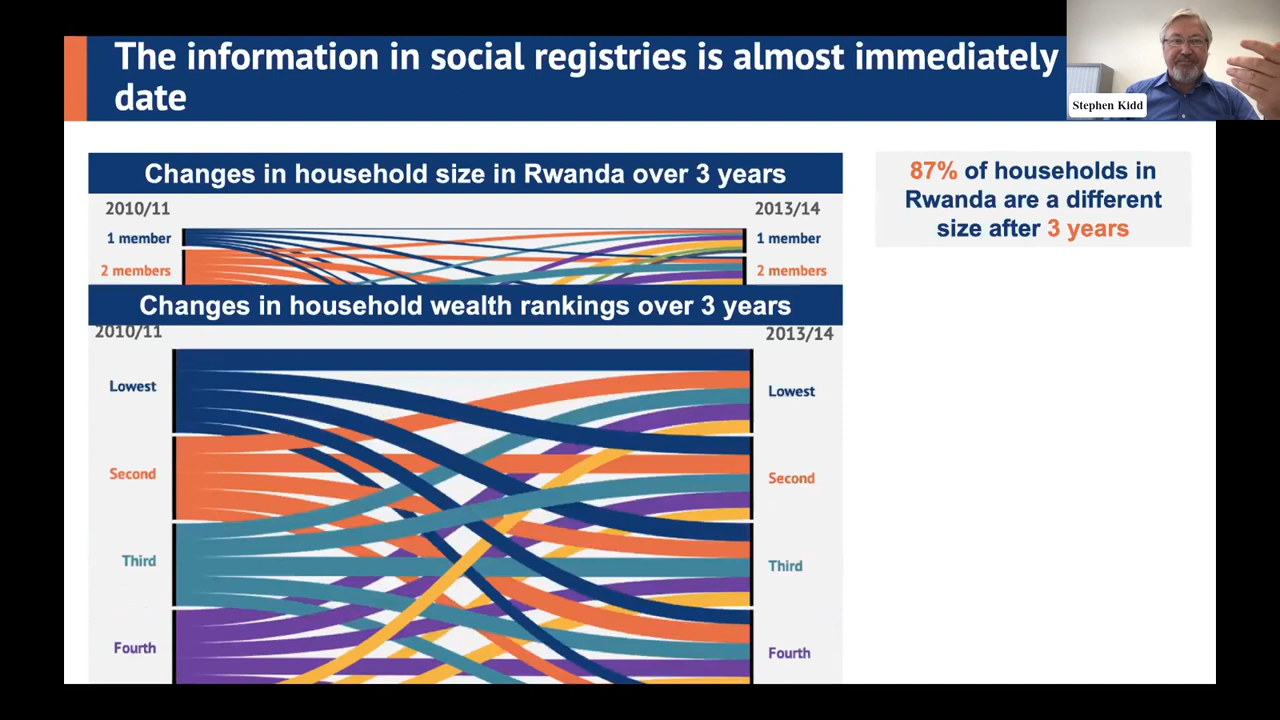 The information in social registries is almost immediately
date
Stephen Kidd
Changes in household size in Rwanda over 3 years
2010/11
2013/14
1 member
1 member
2 members
2 members
87% of households in
Rwanda are a different
size after 3 years
Changes in household wealth rankings over 3 years
2010/11
2013/14
Lowest
Lowest
Second
Second
Third
Third
Fourth
Fourth